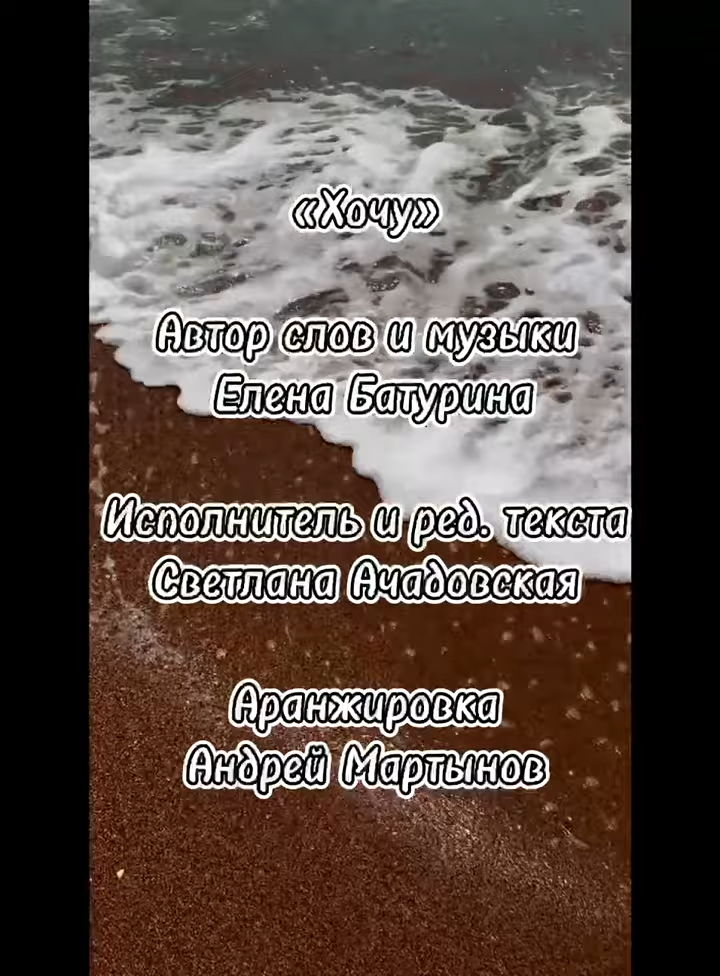 «Хочу»
Автор слов и музыки
Елена Батурина
Исполнитель и ред. текста
Светлана Ачадовская
Аранжировка
Андрей Мартынов